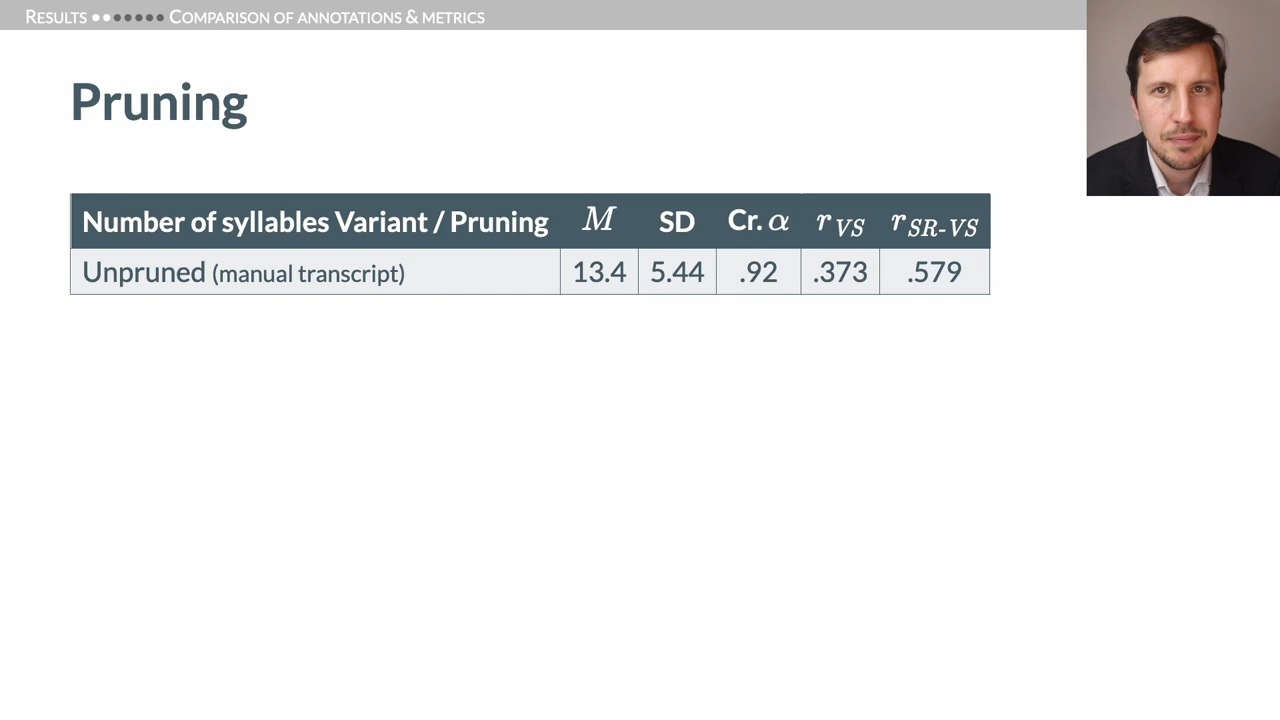 RESULTS ●●●●●●● COMPARISON OF ANNOTATIONS & METRICS
Pruning
Number of syllables Variant / Pruning M SD Cr. α r VS r SR-VS
Unpruned (manual transcript) 13.4 5.44 .92 .373 .579